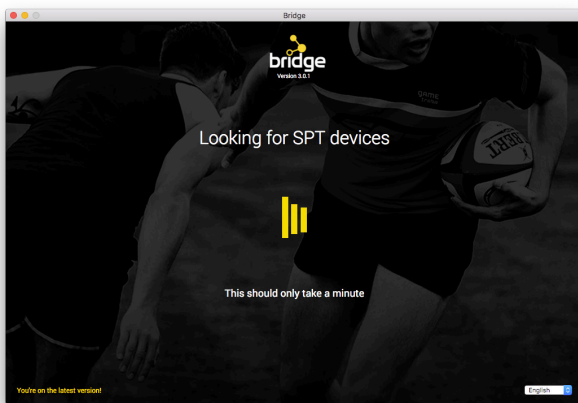 Bridge
bridge
Version 3.0.1
GAME
Looking for SPT devices
This should only take a minute
You're on the latest version!
English